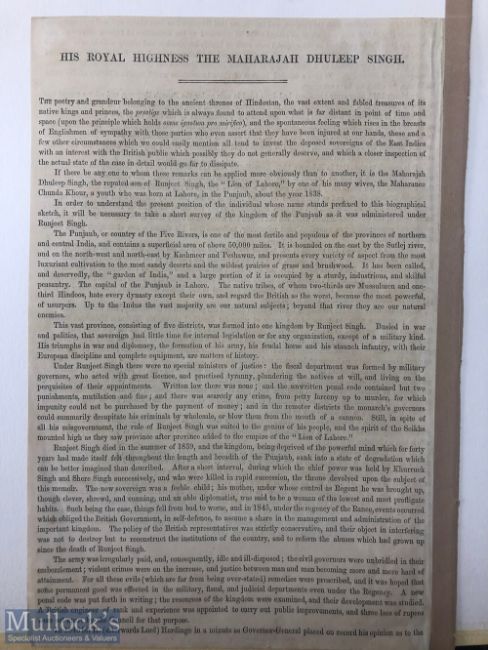 HIS ROYAL HIGHNESS THE MAHARAJAH DHULEEP SINGH.
THE poetry and grandeur belonging to the ancient thrones of Hindostan, the vast extent and fabled treasures of its
native kings and princes, the prestige which is always found to attend upon what is far distant in point of time and
space (upon the principle which holds omne ignotum pro mirifico), and the spontaneous feeling which rises in the breasts
of Englishmen of sympathy with those parties who even assert that they have been injured at our hands, these and a
few other circumstances which we could easily mention all tend to invest the deposed sovereigns of the East Indies
with an interest with the British public which possibly they do not generally deserve, and which a closer inspection of
the actual state of the case in detail would go far to dissipate.
If there be any one to whom these remarks can be applied more obviously than to another, it is the Maharajah
Dhuleep Singh, the reputed son of Runjeet Singh, the "Lion of Lahore," by one of his many wives, the Maharanee
Chunda Khour, a youth who was born at Lahore, in the Punjaub, about the year 1838.
In order to understand the present position of the individual whose name stands prefixed to this biographical
sketch, it will be necessary to take a short survey of the kingdom of the Punjaub as it was administered under
Runjeet Singh.
The Punjaub, or country of the Five Rivers, is one of the most fertile and populous of the provinces of northern
and central India, and contains a superficial area of above 50,000 miles. It is bounded on the east by the Sutlej river,
and on the north-west and north-east by Kashmeer and Peshawur, and presents every variety of aspect from the most
luxuriant cultivation to the most sandy deserts and the wildest prairies of grass and brushwood. It has been called,
and deservedly, the "garden of India," and a large portion of it is occupied by a sturdy, industrious, and skilful
peasantry. The capital of the Punjaub is Lahore. The native tribes, of whom two-thirds are Mussulmen and one-
third Hindoos, hate every dynasty except their own, and regard the British as the worst, because the most powerful,
of usurpers. Up to the Indus the vast majority are our natural subjects; beyond that river they are our natural
enemies.
This vast province, consisting of five districts, was formed into one kingdom by Runjeet Singh. Busied in war
and politics, that sovereign had little time for internal legislation or for any organization, except of a military kind.
His triumphs in war and diplomacy, the formation of his army, his feudal horse and his staunch infantry, with their
European discipline and complete equipment, are matters of history.
Under Runjeet Singh there were no special ministers of justice: the fiscal department was formed by military
governors, who acted with great licence, and practised tyranny, plundering the natives at will, and living on the
perquisites of their appointments. Written law there was none; and the unwritten penal code contained but two
punishments, mutilation and fine; and there was scarcely any crime, from petty larceny up to murder, for which
impunity could not be purchased by the payment of money; and in the remoter districts the monarch's governors
could summarily despatch his criminals by wholesale, or blow them from the mouth of a cannon. Still, in spite of
all his misgovernment, the rule of Runjeet Singh was suited to the genius of his people, and the spirit of the Seikhs
mounted high as they saw province after province added to the empire of the "Lion of Lahore."
Runjeet Singh died in the summer of 1839, and the kingdom, being deprived of the powerful mind which for forty
years had made itself felt throughout the length and breadth of the Punjaub, sank into a state of degradation which
can be better imagined than described. After a short interval, during which the chief power was held by Khurruck
Singh and Shere Singh successively, and who were killed in rapid succession, the throne devolved upon the subject of
this memoir. The new sovereign was a feeble child; his mother, under whose control as Regent he was brought up,
though clever, shrewd, and cunning, and an able diplomatist, was said to be a woman of the lowest and most profligate
habits. Such being the case, things fell from bad to worse, and in 1845, under the regency of the Ranee, events occurred
which obliged the British Government, in self-defence, to assume a share in the management and administration of the
important kingdom. The policy of the British representatives was strictly conservative, and their object in interfering
was not to destroy but to reconstruct the institutions of the country, and to reform the abuses which had grown up
since the death of Runjeet Singh.
The army was irregularly paid, and, consequently, idle and ill-disposed; the civil governors were unbridled in their
embezzlement; violent crimes were on the increase, and justice between man and man becoming more and more hard of
attainment. For all these evils (which are far from being over-stated) remedies were prescribed, and it was hoped that
some permanent good was effected in the military, fiscal, and judicial departments even under the Regency. A new
penal code was put forth in writing; the resources of the kingdom were examined, and their development was studied.
A British engineer of rank and experience was appointed to carry out public improvements, and three lacs of rupees
council for that purpose.
wards Lord) Hardinge in a minute as Governor-General placed on record his opinion as to the
Mullock's
Specialist Auctioneers & Valuers